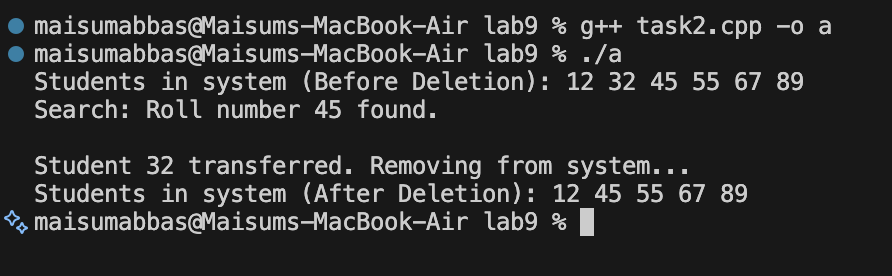 maisumabbas@Maisums-MacBook-Air lab9 % g++ task2.cpp -o a
maisumabbas@Maisums-MacBook-Air lab9 % ./a
Students in system (Before Deletion): 12 32 45 55 67 89
Search: Roll number 45 found.

Student 32 transferred. Removing from system...
Students in system (After Deletion): 12 45 55 67 89
maisumabbas@Maisums-MacBook-Air lab9 %